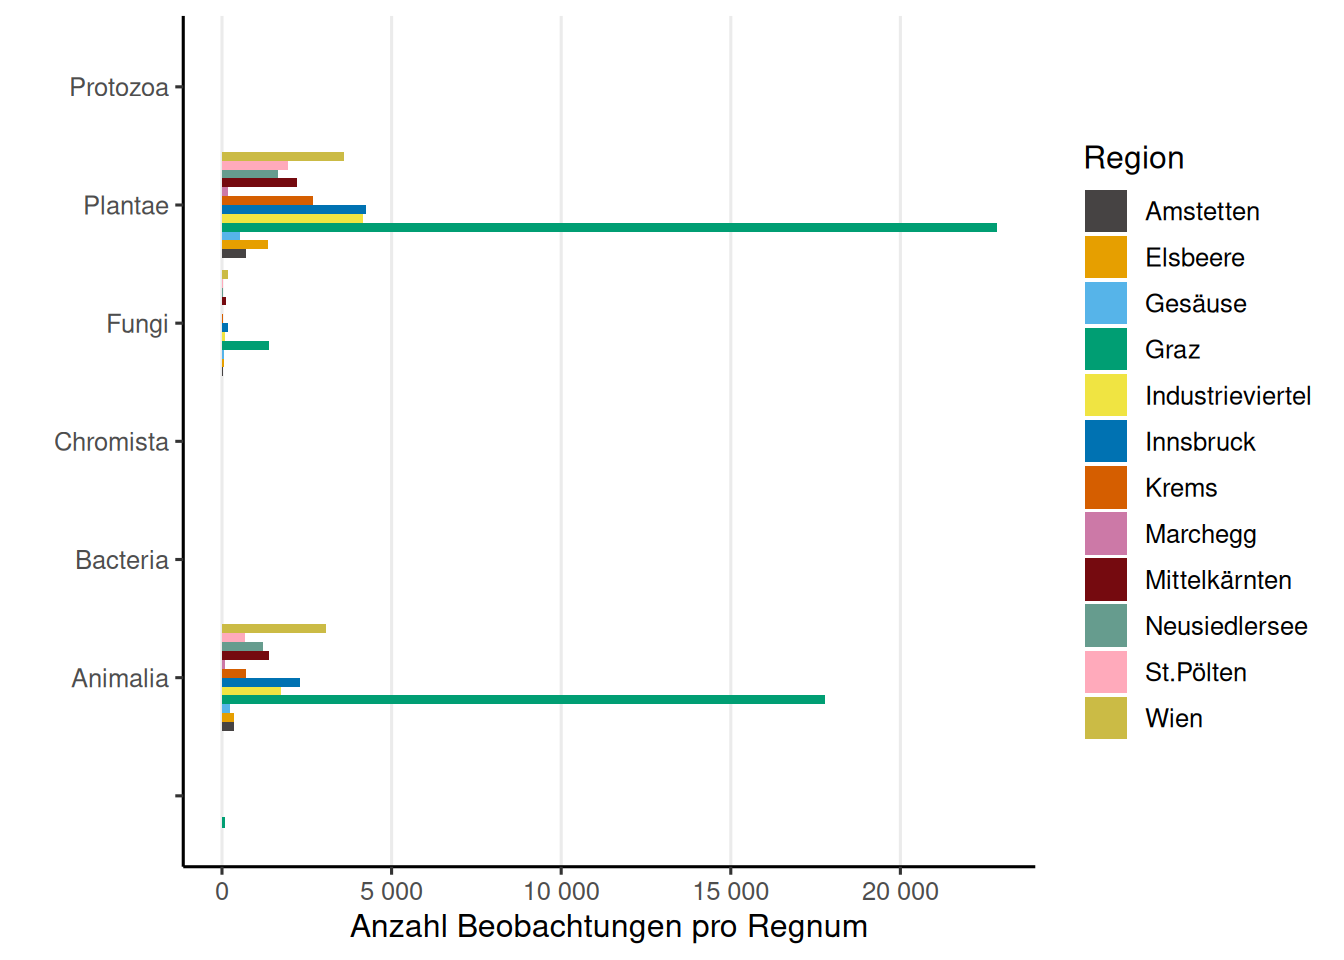 Protozoa
Plantae
Fungi
Chromista
Bacteria
Animalia
0
5 000
10 000
15 000
20 000
Anzahl Beobachtungen pro Regnum
Region
Amstetten
Elsbeere
Gesäuse
Graz
Industrieviertel
Innsbruck
Krems
Marchegg
Mittelkärnten
Neusiedlersee
St.Pölten
Wien